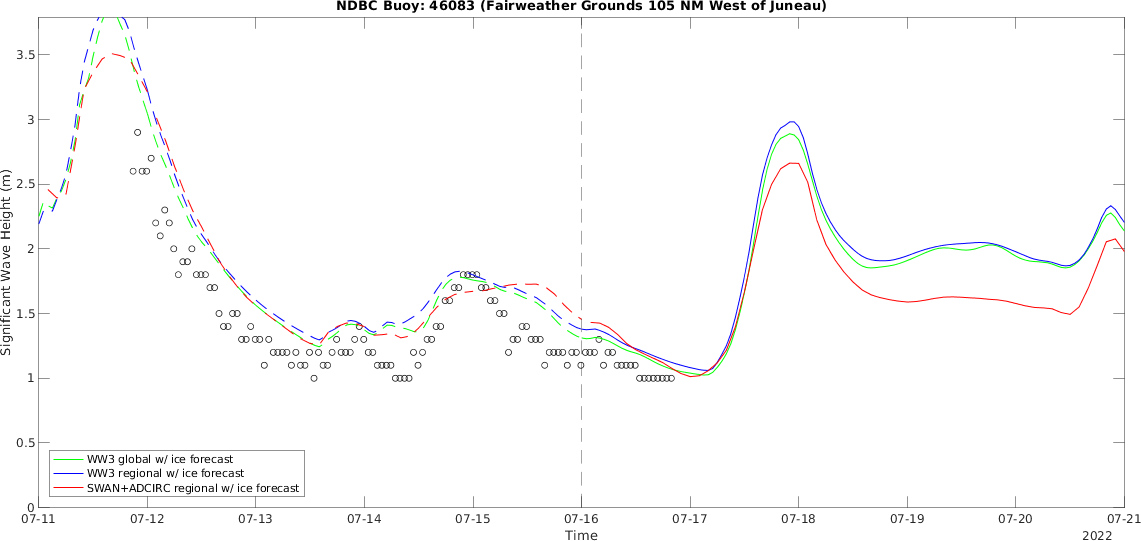 NDBC Buoy: 46083 (Fairweather Grounds 105 NM West of Juneau)
Significant Wave Height (m)
3.5
3
2.5
2
1.5
1
0.5
0
WW3 global w/ ice forecast
WW3 regional w/ ice forecast
SWAN+ADCIRC regional w/ ice forecast
07-11 07-12 07-13 07-14 07-15 07-16 07-17 07-18 07-19 07-20 07-21
Time
2022